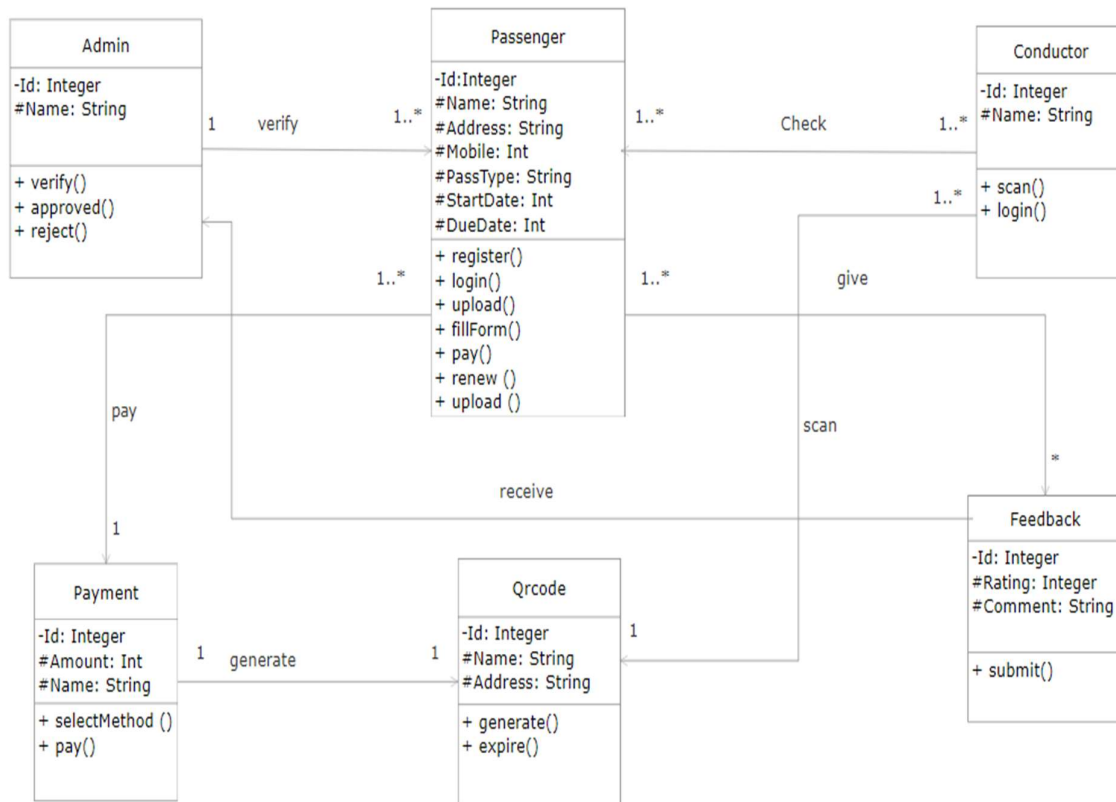 Admin
-Id: Integer
#Name: String
+ verify()
+ approved()
+ reject()
1
verify
1..*
Passenger
-Id:Integer
#Name: String
#Address: String
#Mobile: Int
#PassType: String
#StartDate: Int
#DueDate: Int
+ register()
+ login()
+ upload()
+ fillForm()
+ pay()
+ renew ()
+ upload ()
1..*
Check
1..*
Conductor
-Id: Integer
#Name: String
+ scan()
+ login()
1..*
1..*
1..*
give
pay
scan
*
receive
1
Payment
-Id: Integer
#Amount: Int
#Name: String
+ selectMethod ()
+ pay()
1
generate
1
Qrcode
-Id: Integer
#Name: String
#Address: String
+ generate()
+ expire()
1
Feedback
-Id: Integer
#Rating: Integer
#Comment: String
+ submit()